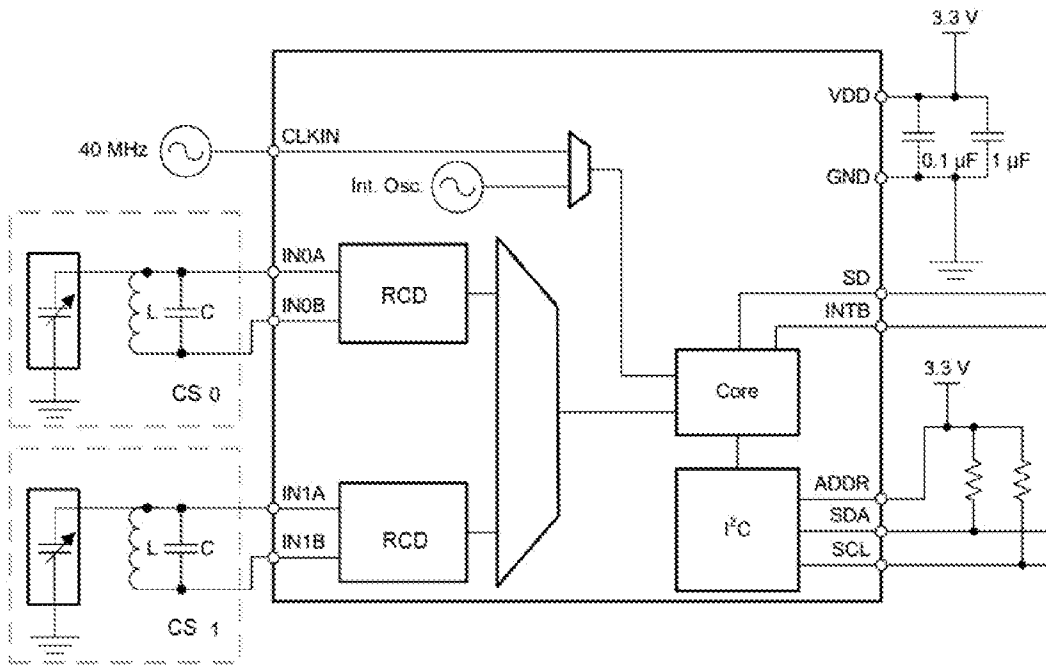 3.3 V
VDD
40 MHz
CLKIN
0.1 µF
1 µF
Int. Osc.
GND
IN0A
SD
RCD
IN0B
INTB
L
C
3.3 V
Core
CS 0
ADDR
IN1A
I²C
SDA
RCD
IN1B
SCL
L
C
CS 1